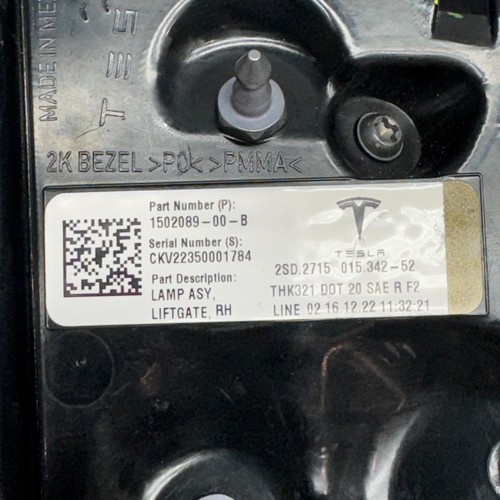 MADE IN ME
TES
2K BEZEL >PC< >PMMA<
Part Number (P):
1502089-00-B
Serial Number (S):
CKV22350001784
Part Description:
LAMP ASY,
LIFTGATE, RH
TESLA
2SD.2715 015.342-52
THK321 DOT 20 SAE R F2
LINE 02 16.12.22 11:32:21